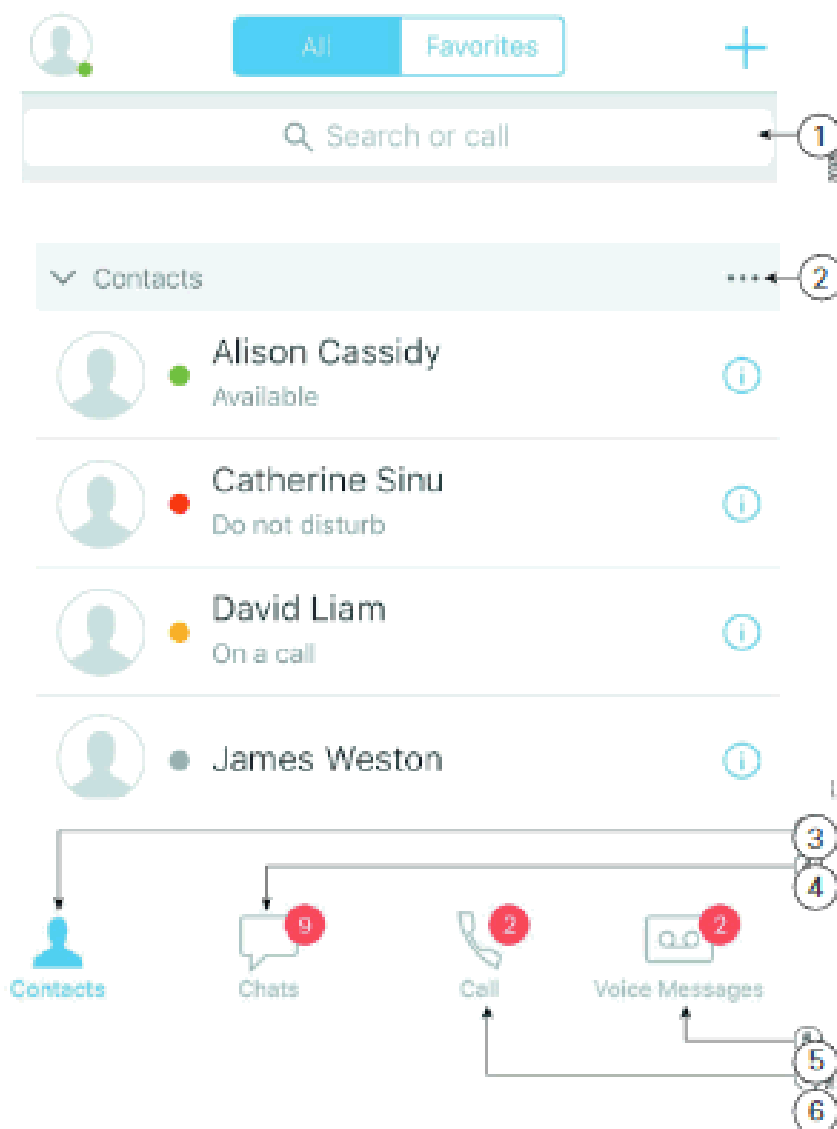 All Favorites
Search or call
1
Contacts
2
Alison Cassidy
Available
Catherine Sinu
Do not disturb
David Liam
On a call
James Weston
3
4
9
2
2
Contacts
Chats
Call
Voice Messages
5
6